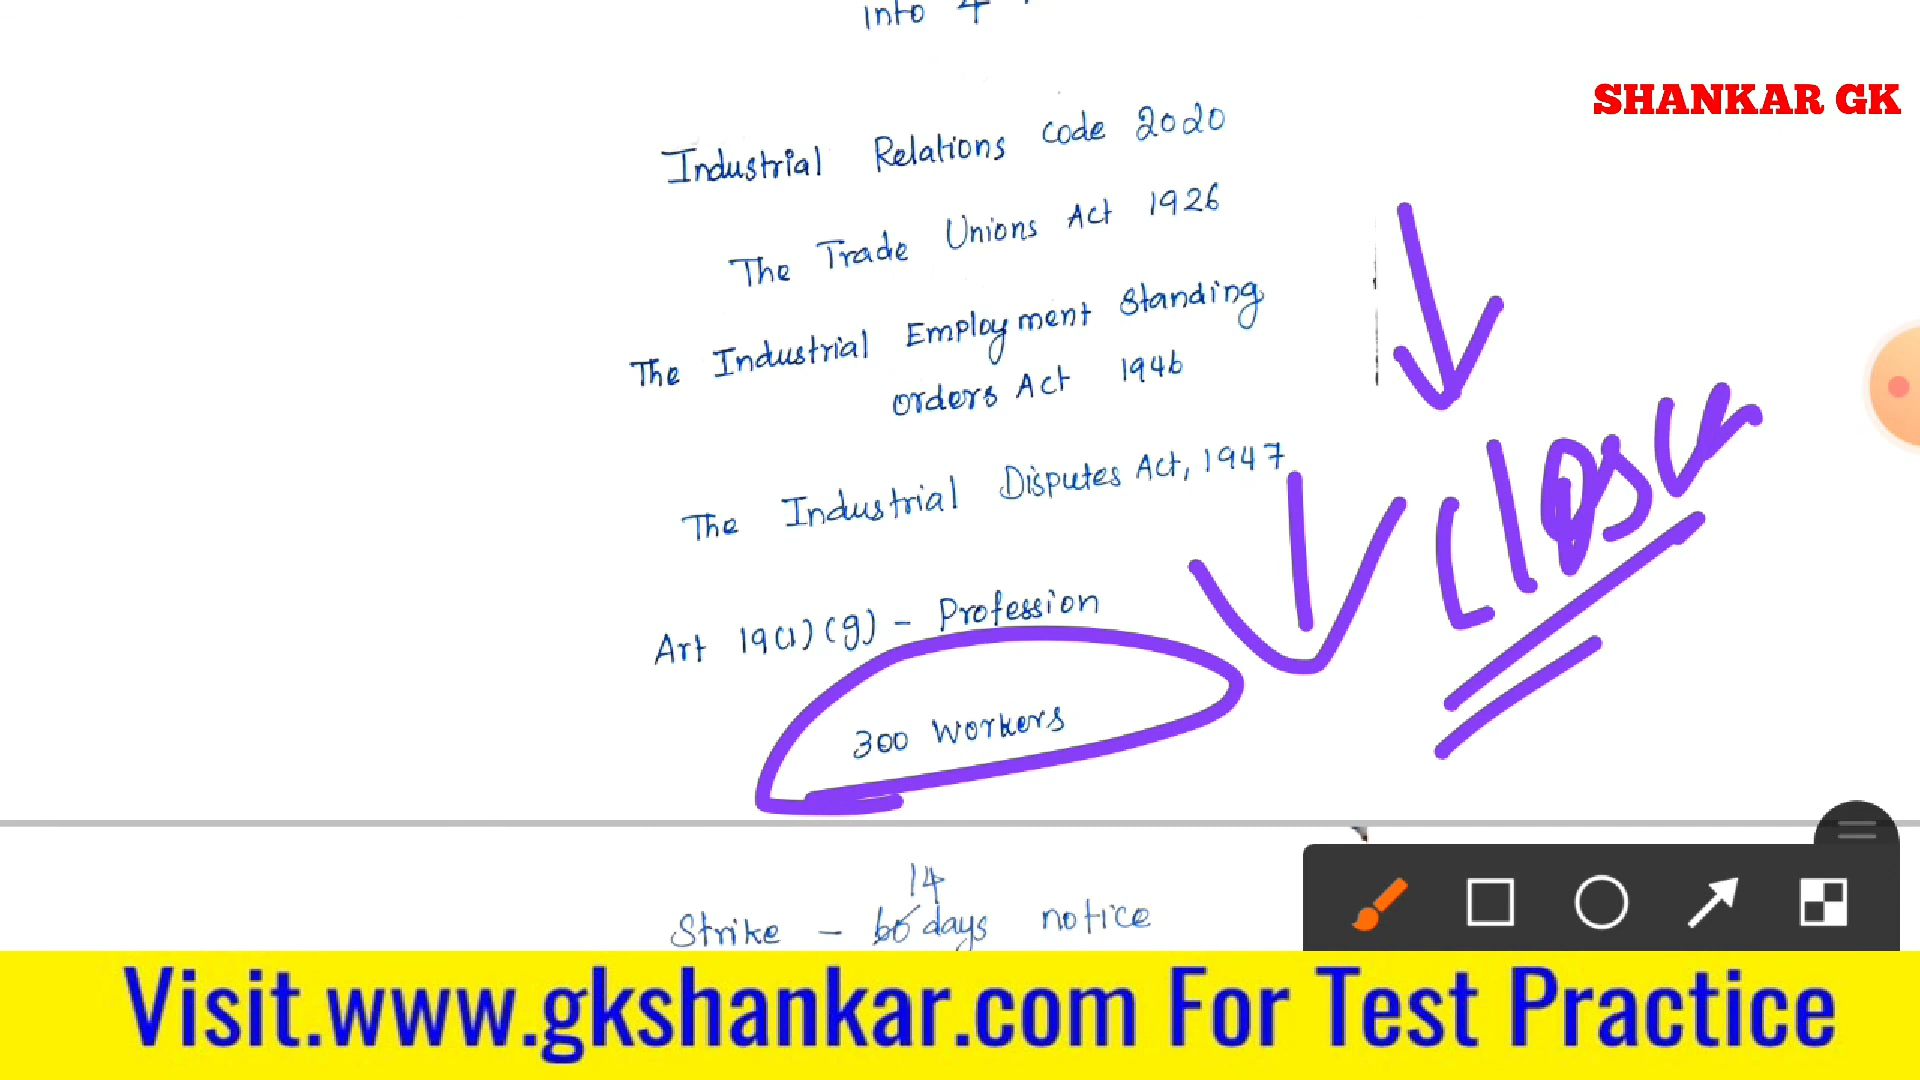 into 4
SHANKAR GK
Industrial Relations Code 2020
The Trade Unions Act 1926
The Industrial Employment Standing
orders Act 1946
The Industrial Disputes Act, 1947
Art 19(1)(g) - Profession
300 Workers
14
Strike - 60 days notice
Visit.www.gkshankar.com For Test Practice